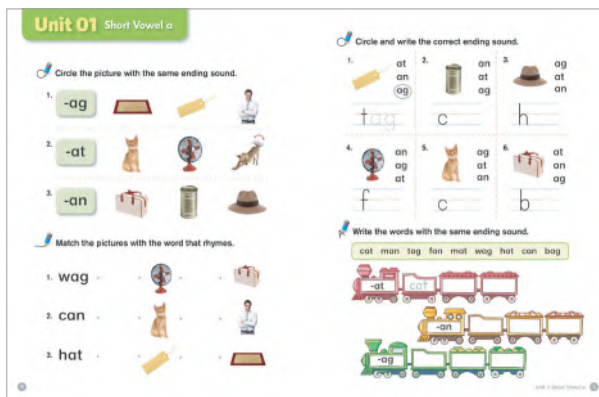 Unit 01 Short Vowel a
Circle the picture with the same ending sound.
1. -ag
2. -at
3. -an
Match the pictures with the word that rhymes.
1. wag
2. can
3. hat
Circle and write the correct ending sound.
1. at
an
ag
tag
2. an
at
ag
c
3. ag
at
an
h
4. an
ag
at
f
5. ag
at
an
c
6. at
an
ag
b
Write the words with the same ending sound.
cat man tag fan mat wag hat can bag
-at cat
-an
-ag